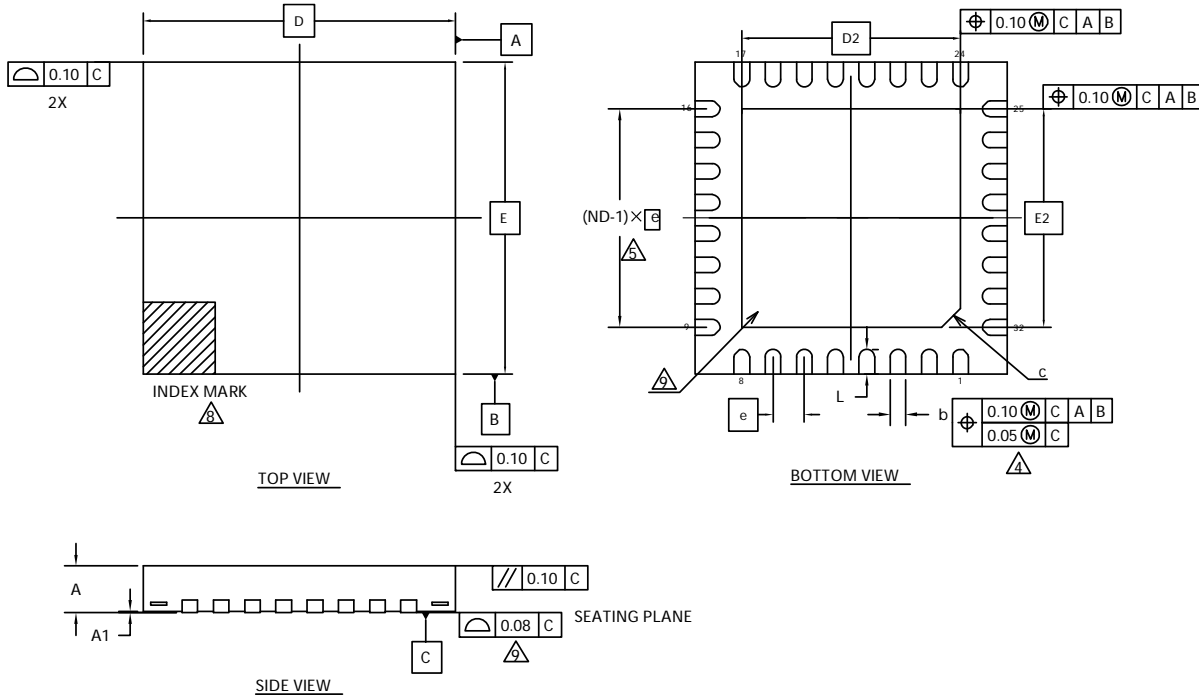 D
A
0.10 C
2X
E
INDEX MARK
8
B
0.10 C
2X
TOP VIEW
0.10 Ⓜ C A B
D2
17
24
0.10 Ⓜ C A B
16
25
(ND-1)×e
5
E2
9
32
9
8
1
L
c
e
b
0.10 Ⓜ C A B
0.05 Ⓜ C
4
BOTTOM VIEW
A
// 0.10 C
A1
0.08 C
SEATING PLANE
C
9
SIDE VIEW